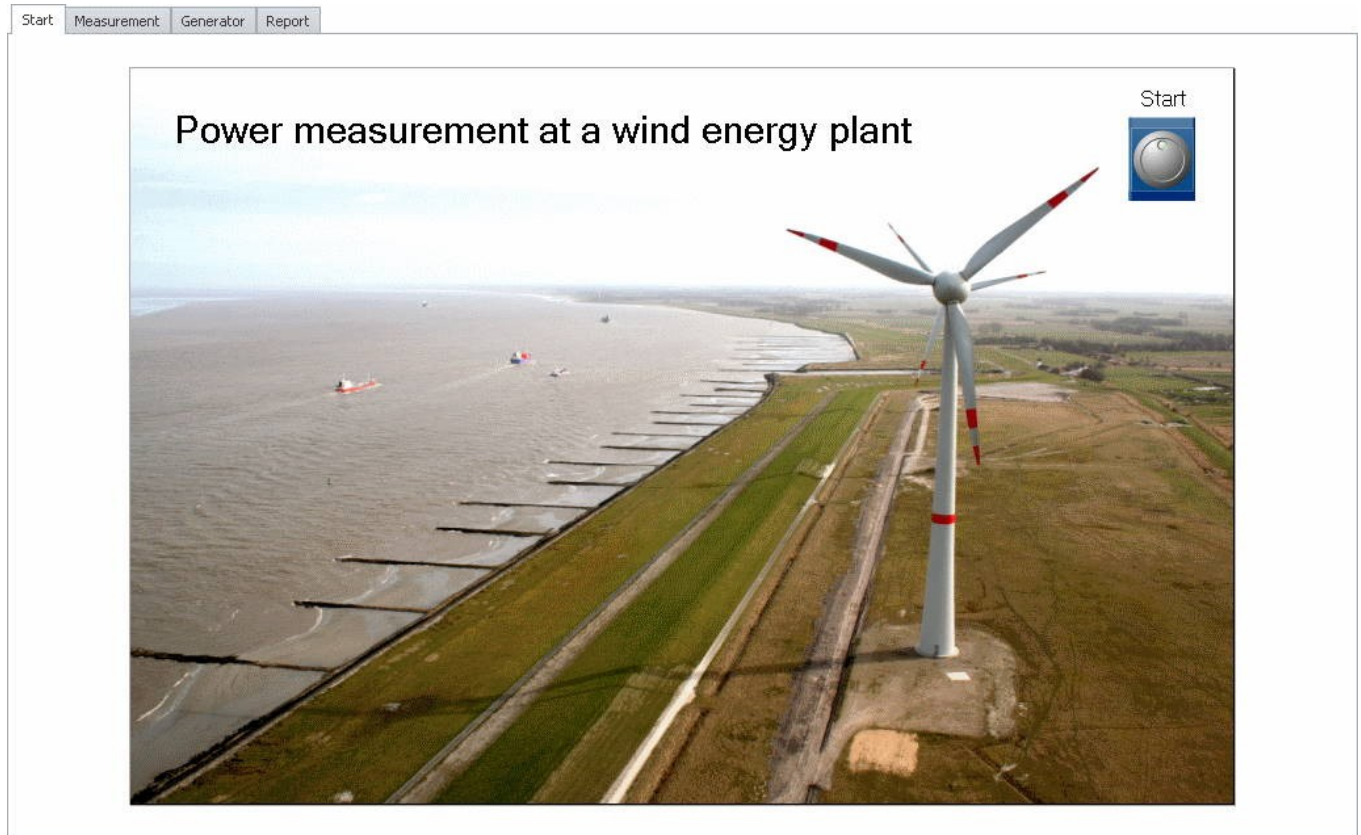 Start
Measurement
Generator
Report
Start
Power measurement at a wind energy plant